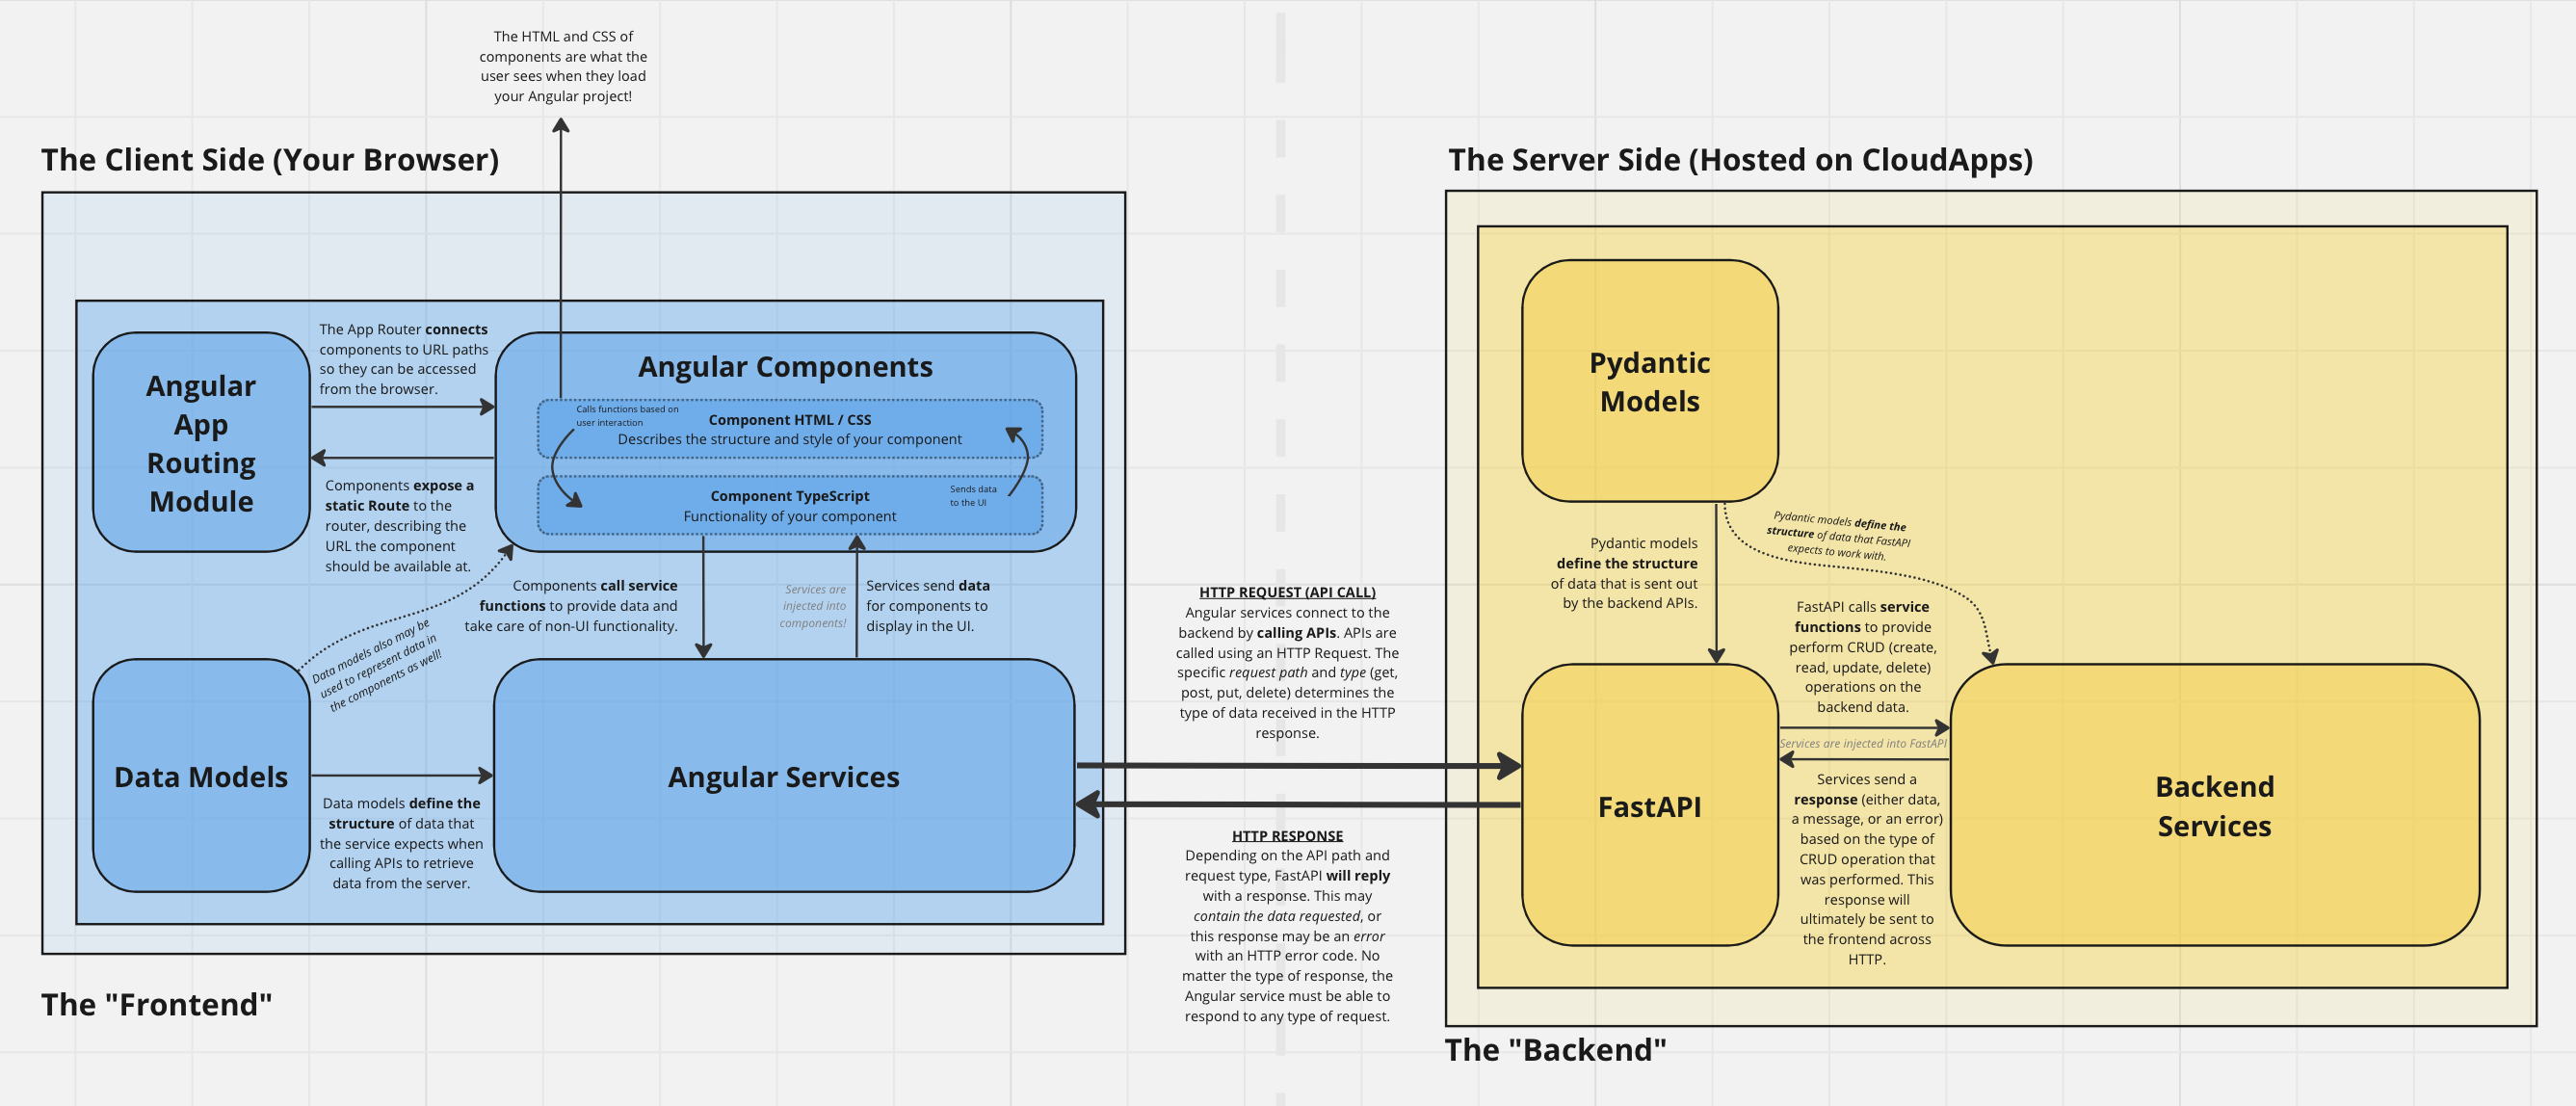 The HTML and CSS of
components are what the
user sees when they load
your Angular project!
The Client Side (Your Browser)
Angular
App
Routing
Module
The App Router connects
components to URL paths
so they can be accessed
from the browser.
Components expose a
static Route to the
router, describing the
URL the component
should be available at.
Angular Components
Calls functions based on
user interaction
Component HTML / CSS
Describes the structure and style of your component
Component TypeScript
Functionality of your component
Sends data
to the UI
Components call service
functions to provide data and
take care of non-UI functionality.
Services are
injected into
components!
Services send data
for components to
display in the UI.
Data models also may be
used to represent data in
the components as well!
Data Models
Data models define the
structure of data that
the service expects when
calling APIs to retrieve
data from the server.
Angular Services
The "Frontend"
HTTP REQUEST (API CALL)
Angular services connect to the
backend by calling APIs. APIs are
called using an HTTP Request. The
specific request path and type (get,
post, put, delete) determines the
type of data received in the HTTP
response.
HTTP RESPONSE
Depending on the API path and
request type, FastAPI will reply
with a response. This may
contain the data requested, or
this response may be an error
with an HTTP error code. No
matter the type of response, the
Angular service must be able to
respond to any type of request.
The Server Side (Hosted on CloudApps)
Pydantic
Models
Pydantic models
define the structure
of data that is sent out
by the backend APIs.
Pydantic models define the
structure of data that FastAPI
expects to work with.
FastAPI calls service
functions to provide
perform CRUD (create,
read, update, delete)
operations on the
backend data.
Services are injected into FastAPI
Services send a
response (either data,
a message, or an error)
based on the type of
CRUD operation that
was performed. This
response will
ultimately be sent to
the frontend across
HTTP.
FastAPI
Backend
Services
The "Backend"